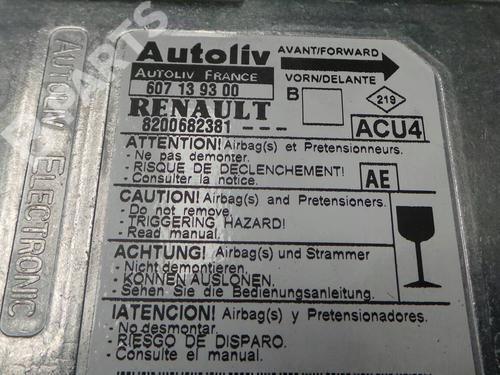 Autoliv
AVANT/FORWARD
AUTOLIV FRANCE
VORN/DELANTE
607 13 93 00
B
219
RENAULT
8200682381 ---
ACU4
ATTENTION! Airbag(s) et Pretensionneurs.
- Ne pas demonter.
- RISQUE DE DECLENCHEMENT!
- Consulter la notice.
AE
CAUTION! Airbag(s) and Pretensioners.
- Do not remove.
- TRIGGERING HAZARD!
- Read manual.
ACHTUNG! Airbag(s) und Strammer
- Nicht demontieren.
- KONNEN AUSLONEN.
- Sehen Sie die Bedienungsanleitung.
¡ATENCION! Airbag(s) y Pretensionadores.
- No desmontar.
- RIESGO DE DISPARO.
- Consulte el manual.
AUTOLIV ELECTRONIC